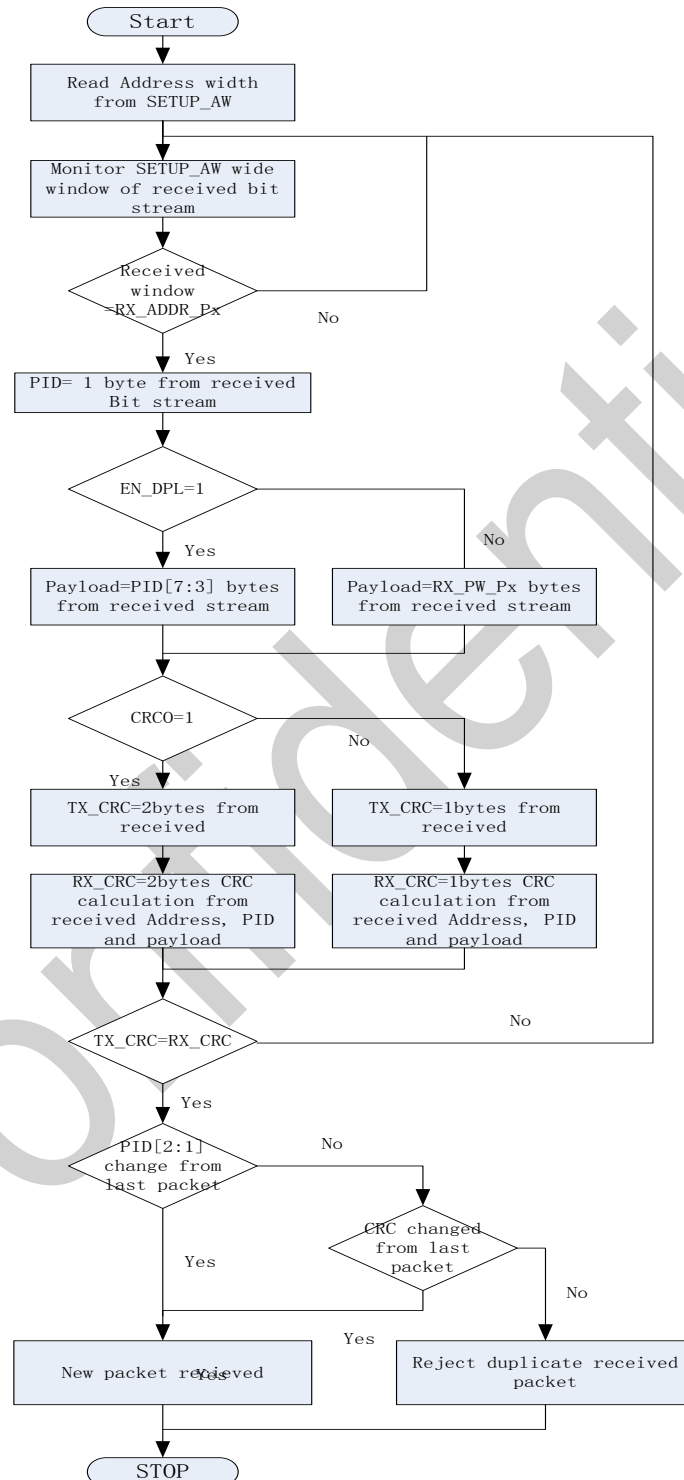 Start
Read Address width
from SETUP_AW
Monitor SETUP_AW wide
window of received bit
stream
Received
window
=RX_ADDR_Px
No
Yes
PID= 1 byte from received
Bit stream
EN_DPL=1
No
Yes
Payload=PID[7:3] bytes
from received stream
Payload=RX_PW_Px bytes
from received stream
CRCO=1
No
Yes
TX_CRC=2bytes from
received
TX_CRC=1bytes from
received
RX_CRC=2bytes CRC
calculation from
received Address, PID
and payload
RX_CRC=1bytes CRC
calculation from
received Address, PID
and payload
TX_CRC=RX_CRC
No
Yes
PID[2:1]
change from
last packet
No
CRC changed
from last
packet
Yes
No
Yes
New packet recieved
Yes
Reject duplicate received
packet
STOP
onfidenti